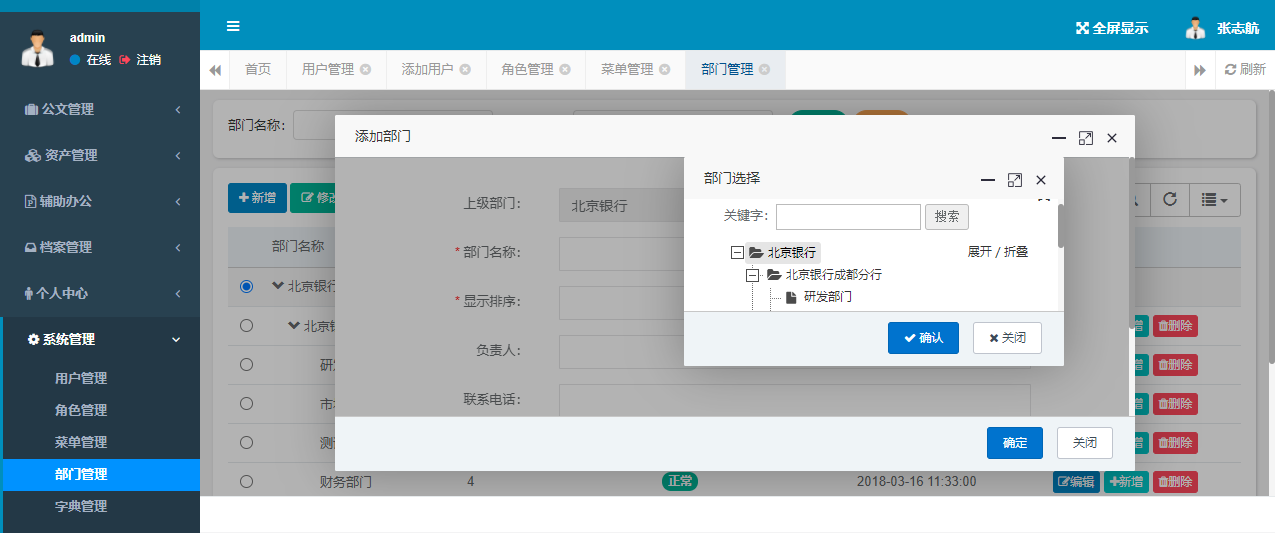 admin
在线 注销
全屏显示 张志航
首页 用户管理 添加用户 角色管理 菜单管理 部门管理 刷新
公文管理
资产管理
辅助办公
档案管理
个人中心
系统管理
用户管理
角色管理
菜单管理
部门管理
字典管理
部门名称：
新增 修改
部门名称
北京银行
北京
研
市
测
财务部门 4 正常 2018-03-16 11:33:00 编辑 新增 删除
增 删除
增 删除
增 删除
增 删除
添加部门
上级部门： 北京银行
* 部门名称：
* 显示排序：
负责人：
联系电话：
确定 关闭
部门选择
关键字： 搜索
北京银行 展开 / 折叠
北京银行成都分行
研发部门
确认 关闭